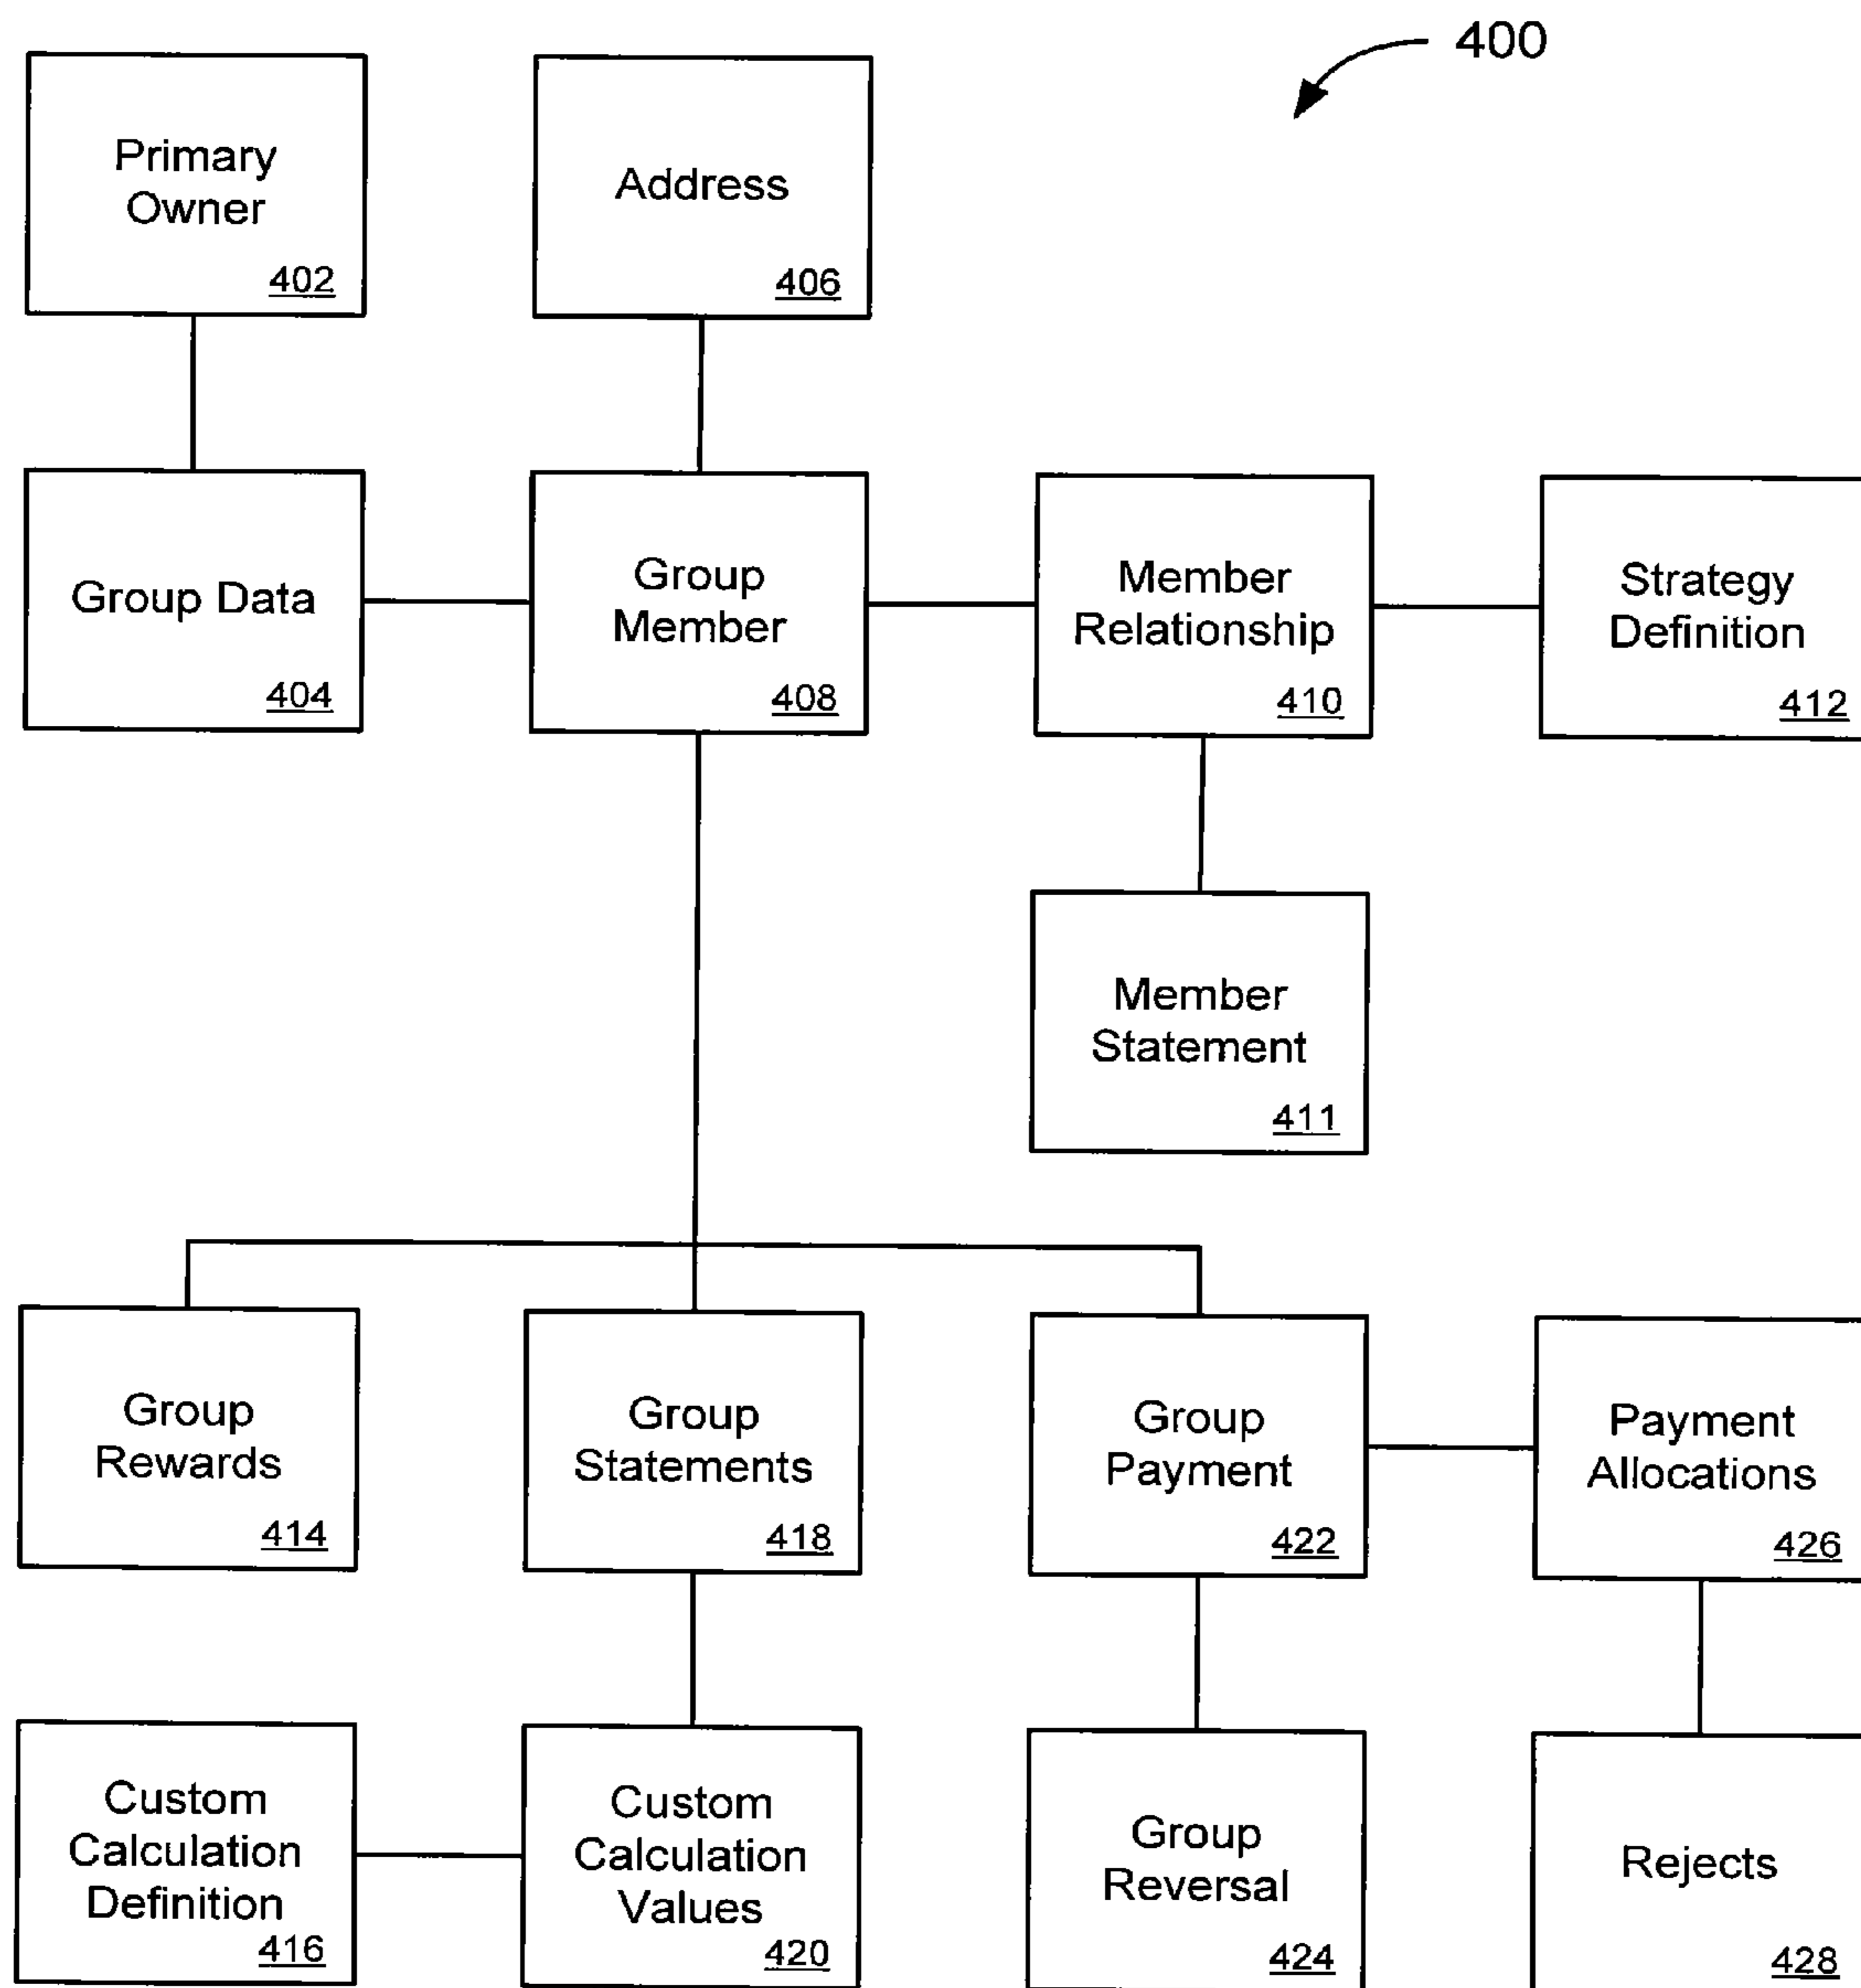 400
Primary
Owner
402
Address
406
Group Data
404
Group
Member
408
Member
Relationship
410
Strategy
Definition
412
Member
Statement
411
Group
Rewards
414
Group
Statements
418
Group
Payment
422
Payment
Allocations
426
Custom
Calculation
Definition
416
Custom
Calculation
Values
420
Group
Reversal
424
Rejects
428